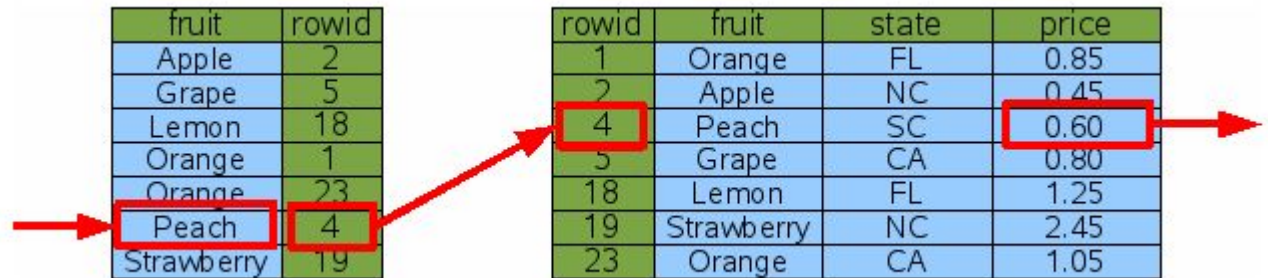 fruit rowid rowid fruit state price
Apple 2 1 Orange FL 0.85
Grape 5 2 Apple NC 0.45
Lemon 18 4 Peach SC 0.60
Orange 1 5 Grape CA 0.80
Orange 23 18 Lemon FL 1.25
Peach 4 19 Strawberry NC 2.45
Strawberry 19 23 Orange CA 1.05